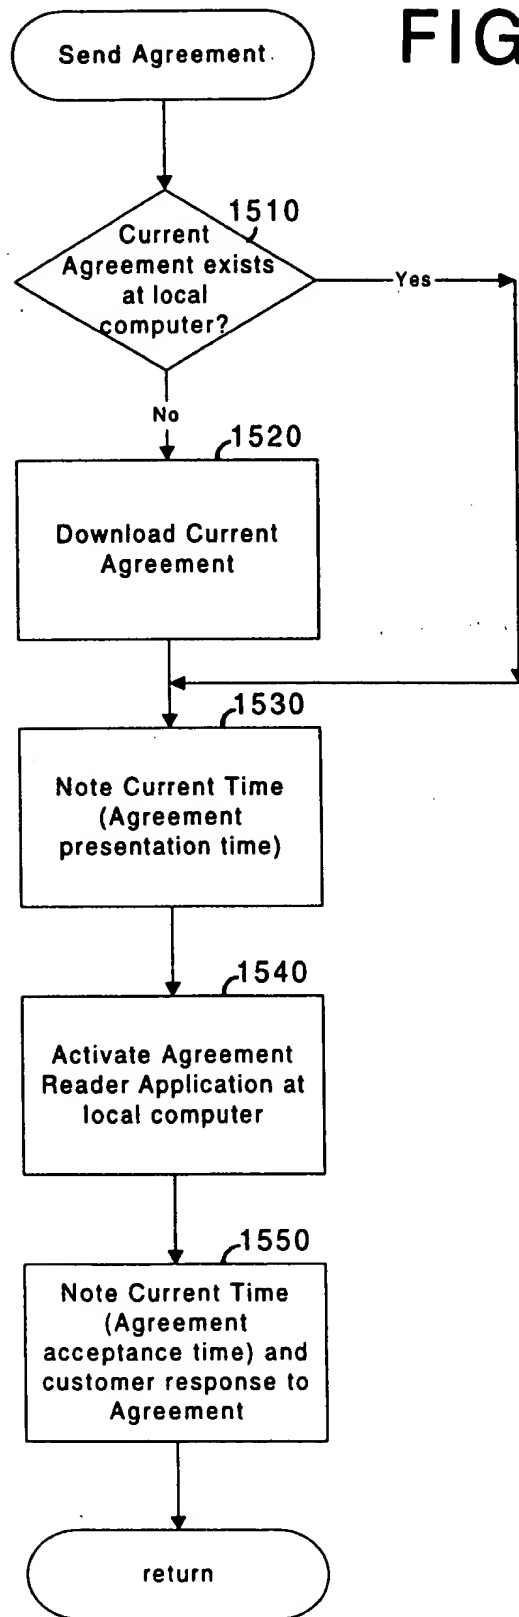 FIG
Send Agreement
1510
Current
Agreement exists
at local
computer?
Yes
No
1520
Download Current
Agreement
1530
Note Current Time
(Agreement
presentation time)
1540
Activate Agreement
Reader Application at
local computer
1550
Note Current Time
(Agreement
acceptance time) and
customer response to
Agreement
return